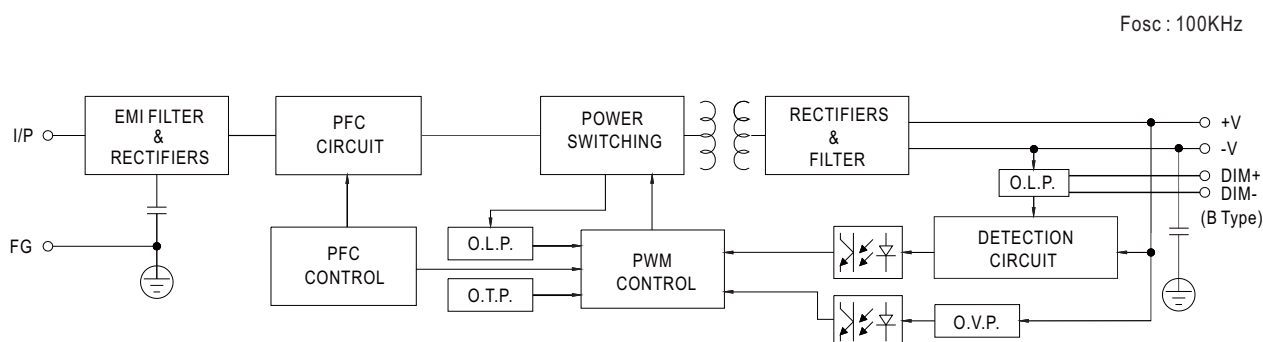 Fosc : 100KHz
I/P
EMI FILTER
&
RECTIFIERS
PFC
CIRCUIT
POWER
SWITCHING
RECTIFIERS
&
FILTER
+V
-V
DIM+
DIM-
(B Type)
O.L.P.
FG
PFC
CONTROL
O.L.P.
O.T.P.
PWM
CONTROL
DETECTION
CIRCUIT
O.V.P.